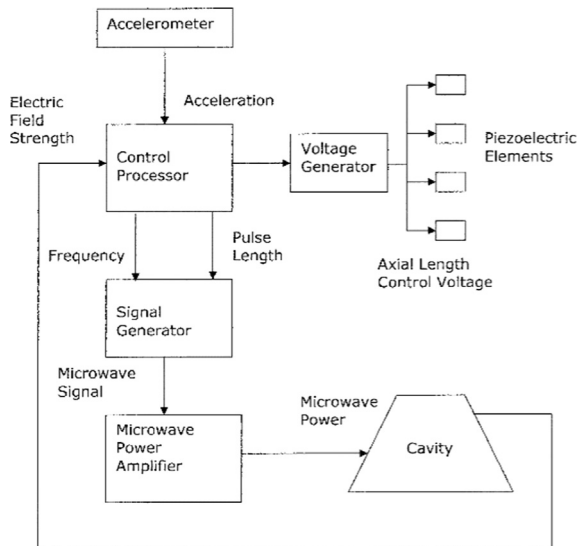 Accelerometer
Electric
Field
Strength
Acceleration
Control
Processor
Voltage
Generator
Piezoelectric
Elements
Frequency
Pulse
Length
Axial Length
Control Voltage
Signal
Generator
Microwave
Signal
Microwave
Power
Amplifier
Microwave
Power
Cavity